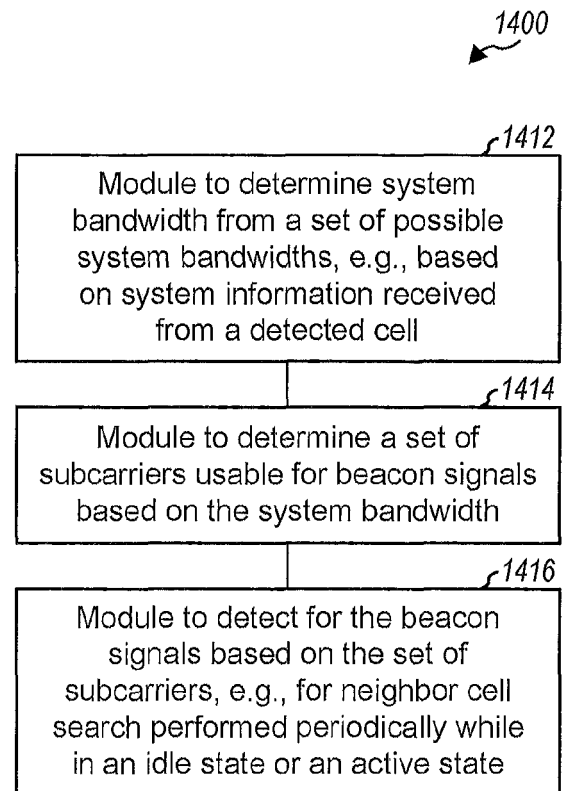 1400
1412
Module to determine system
bandwidth from a set of possible
system bandwidths, e.g., based
on system information received
from a detected cell
1414
Module to determine a set of
subcarriers usable for beacon signals
based on the system bandwidth
1416
Module to detect for the beacon
signals based on the set of
subcarriers, e.g., for neighbor cell
search performed periodically while
in an idle state or an active state